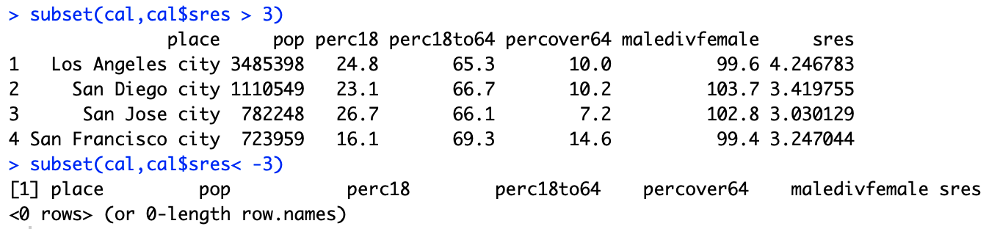 > subset(cal,cal$sres > 3)
place pop perc18 perc18to64 percover64 maledivfemale sres
1 Los Angeles city 3485398 24.8 65.3 10.0 99.6 4.246783
2 San Diego city 1110549 23.1 66.7 10.2 103.7 3.419755
3 San Jose city 782248 26.7 66.1 7.2 102.8 3.030129
4 San Francisco city 723959 16.1 69.3 14.6 99.4 3.247044
> subset(cal,cal$sres< -3)
[1] place pop perc18 perc18to64 percover64 maledivfemale sres
<0 rows> (or 0-length row.names)